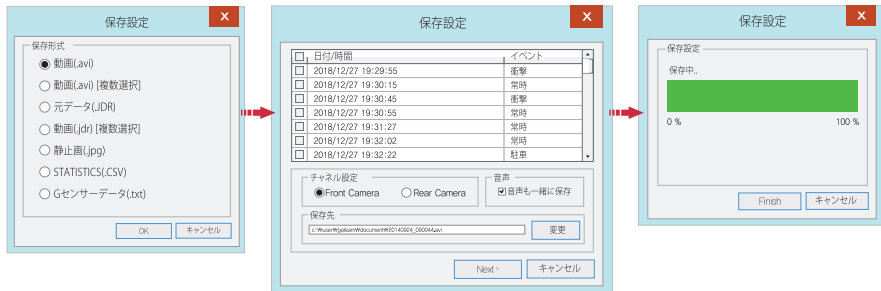 保存設定
X
保存形式
動画(.avi)
動画(.avi) [複数選択]
元データ(.JDR)
動画(.jdr) [複数選択]
静止画(.jpg)
STATISTICS(.CSV)
Gセンサーデータ(.txt)
OK
キャンセル
保存設定
X
日付/時間 イベント
2018/12/27 19:29:55 衝撃
2018/12/27 19:30:15 常時
2018/12/27 19:30:45 衝撃
2018/12/27 19:30:55 常時
2018/12/27 19:31:27 常時
2018/12/27 19:32:02 常時
2018/12/27 19:32:22 駐車
チャネル設定
Front Camera
Rear Camera
音声
音声も一緒に保存
保存先
変更
Next>
キャンセル
保存設定
X
保存設定
保存中..
0 % 100 %
Finish
キャンセル